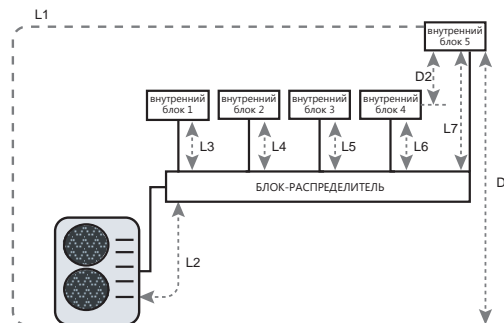 L1
внутренний
блок 5
D2
внутренний
блок 1
внутренний
блок 2
внутренний
блок 3
внутренний
блок 4
L3
L4
L5
L6
L7
D
БЛОК-РАСПРЕДЕЛИТЕЛЬ
L2